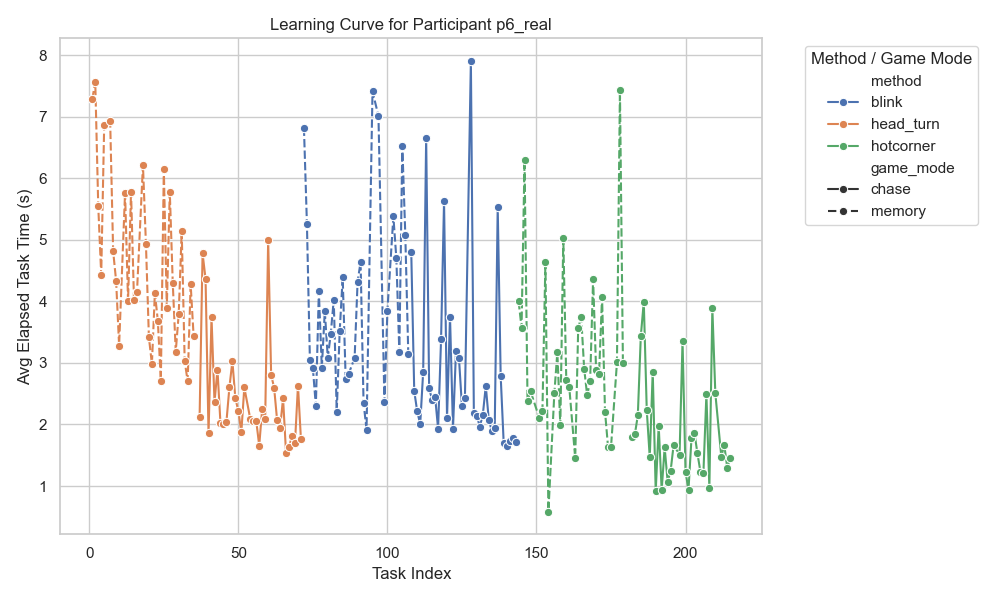 Learning Curve for Participant p6_real
Avg Elapsed Task Time (s)
8
7
6
5
4
3
2
1
0
50
100
150
200
Task Index
Method / Game Mode
method
blink
head_turn
hotcorner
game_mode
chase
memory